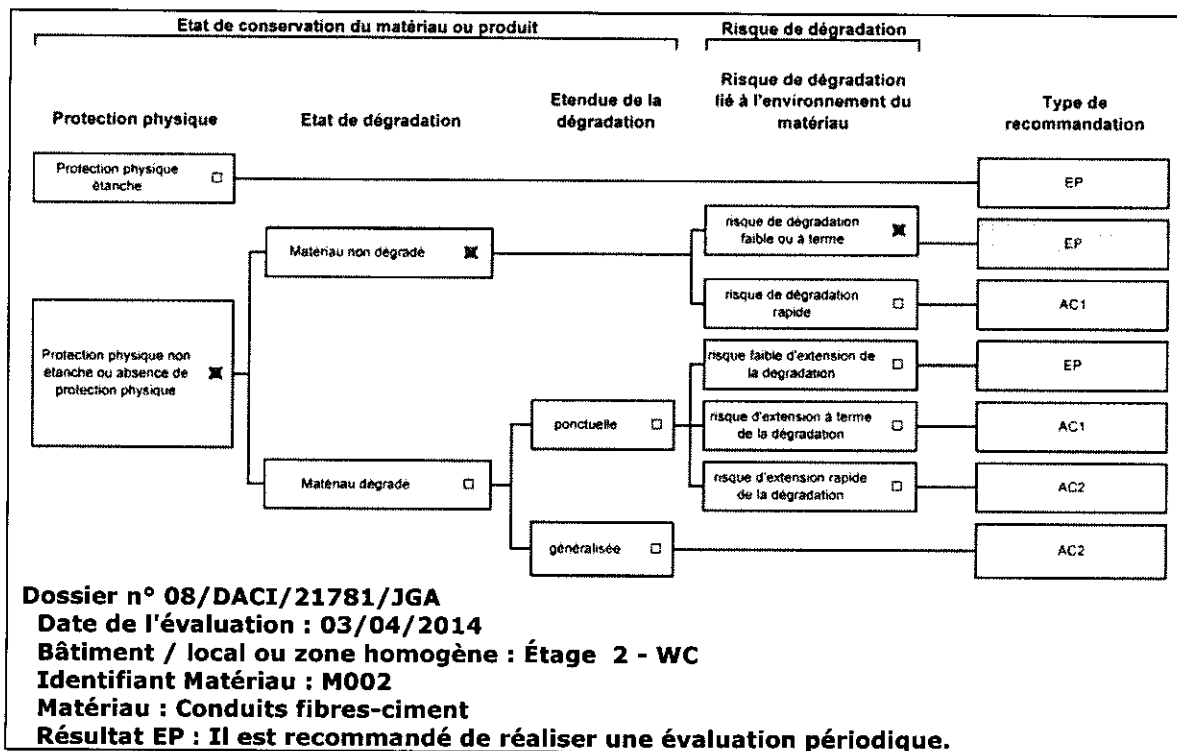 Etat de conservation du matériau ou produit
Risque de dégradation
Protection physique
Etat de dégradation
Etendue de la
dégradation
Risque de dégradation
lié à l'environnement du
matériau
Type de
recommandation
Protection physique
étanche
EP
Matériau non dégradé
risque de dégradation
faible ou à terme
EP
risque de dégradation
rapide
AC1
Protection physique non
étanche ou absence de
protection physique
risque faible d'extension de
la dégradation
EP
ponctuelle
risque d'extension à terme
de la dégradation
AC1
Matériau dégradé
risque d'extension rapide
de la dégradation
AC2
généralisée
AC2
Dossier n° 08/DACI/21781/JGA
Date de l'évaluation : 03/04/2014
Bâtiment / local ou zone homogène : Étage 2 - WC
Identifiant Matériau : M002
Matériau : Conduits fibres-ciment
Résultat EP : Il est recommandé de réaliser une évaluation périodique.